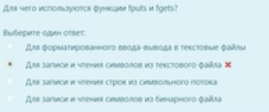 Для чего используются функции fputs и fgets?
Выберите один ответ:
Для форматированного ввода-вывода в текстовые файлы
Для записи и чтения символов из текстового файла ✖
Для записи и чтения строк из символьного потока
Для записи и чтения символов из бинарного файла